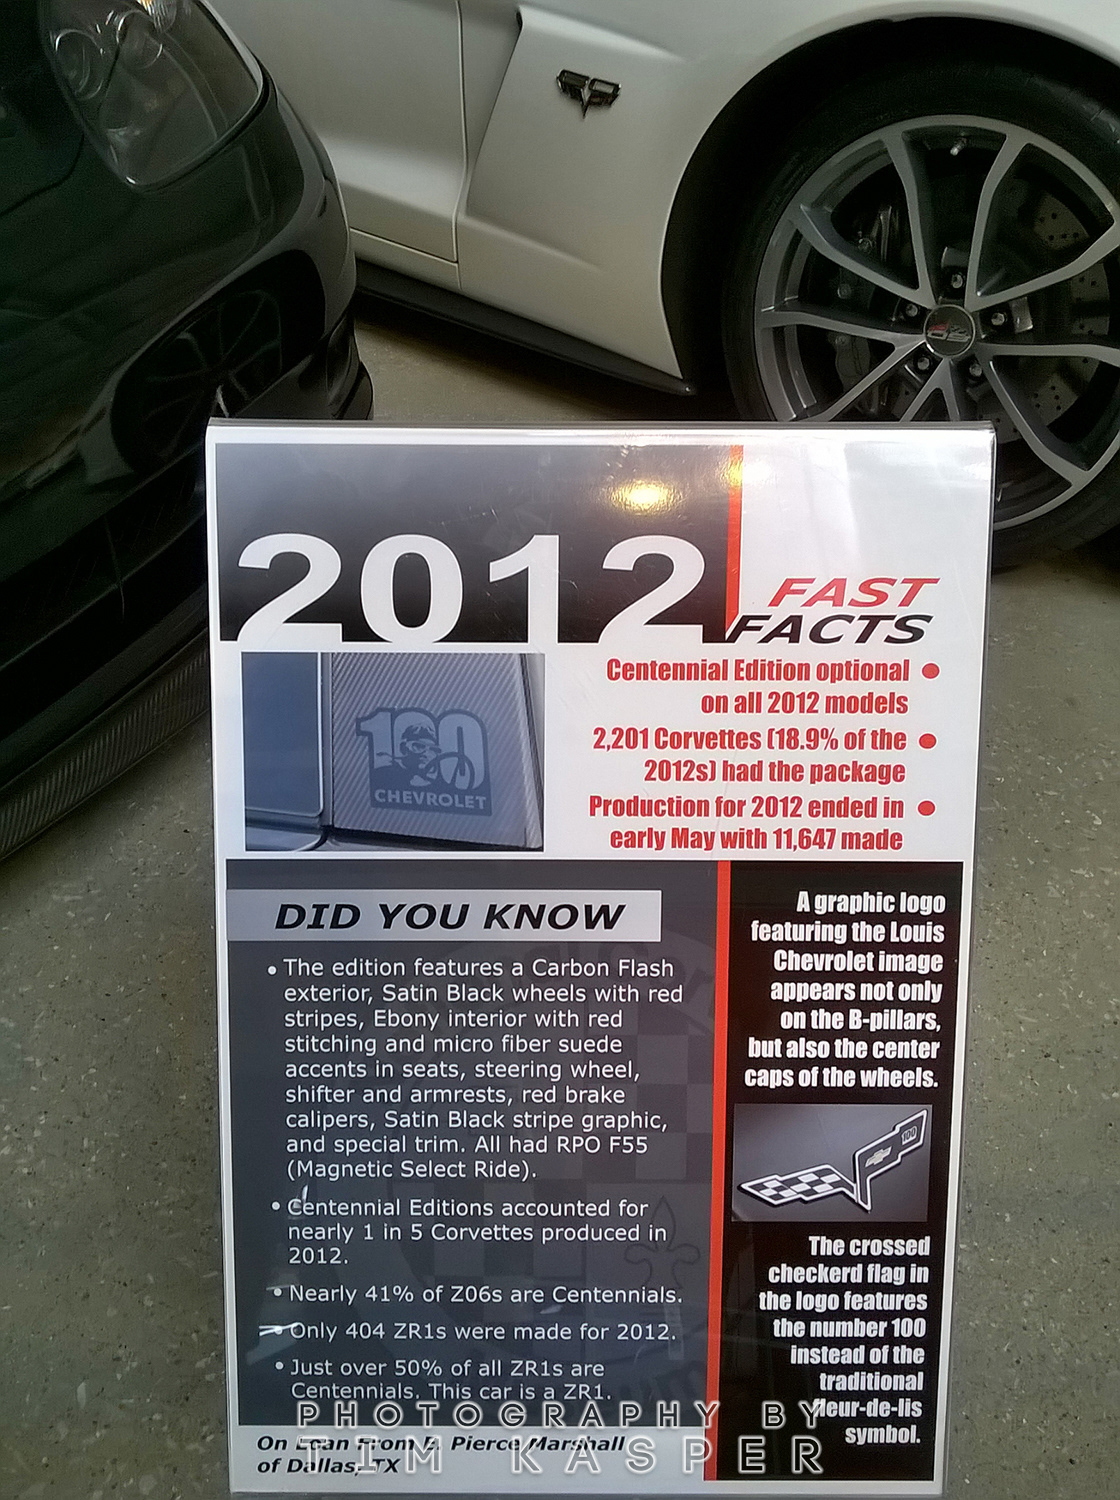 2012
FAST
FACTS
100
CHEVROLET
Centennial Edition optional
on all 2012 models
2,201 Corvettes (18.9% of the
2012s) had the package
Production for 2012 ended in
early May with 11,647 made
DID YOU KNOW
• The edition features a Carbon Flash
exterior, Satin Black wheels with red
stripes, Ebony interior with red
stitching and micro fiber suede
accents in seats, steering wheel,
shifter and armrests, red brake
calipers, Satin Black stripe graphic,
and special trim. All had RPO F55
(Magnetic Select Ride).
• Centennial Editions accounted for
nearly 1 in 5 Corvettes produced in
2012.
• Nearly 41% of Z06s are Centennials.
• Only 404 ZR1s were made for 2012.
• Just over 50% of all ZR1s are
Centennials. This car is a ZR1.
A graphic logo
featuring the Louis
Chevrolet image
appears not only
on the B-pillars,
but also the center
caps of the wheels.
100
The crossed
checkerd flag in
the logo features
the number 100
instead of the
traditional
fleur-de-lis
symbol.
On Loan From E. Pierce Marshall
of Dallas, TX
PHOTOGRAPHY BY
TIM KASPER